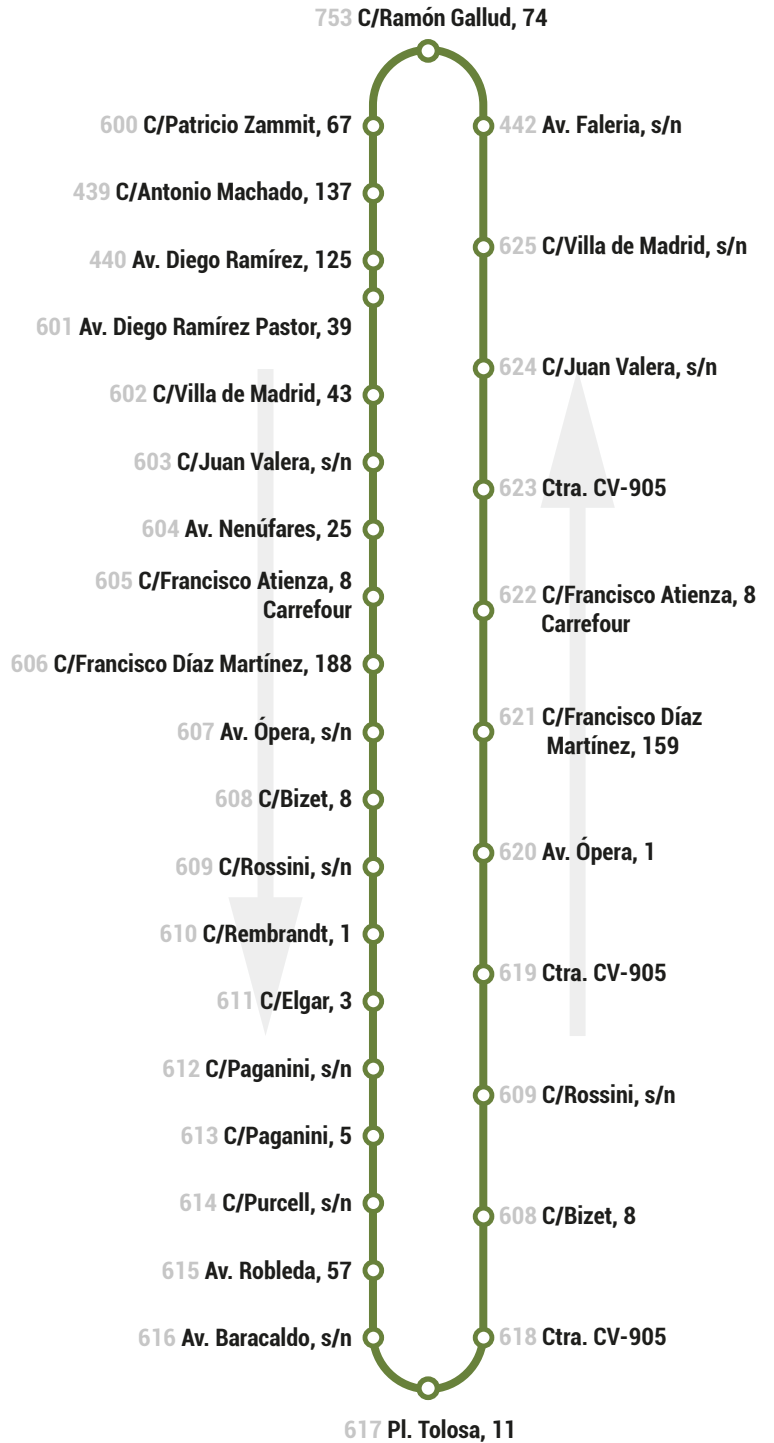 753 C/Ramón Gallud, 74
600 C/Patricio Zammit, 67
439 C/Antonio Machado, 137
440 Av. Diego Ramírez, 125
601 Av. Diego Ramírez Pastor, 39
602 C/Villa de Madrid, 43
603 C/Juan Valera, s/n
604 Av. Nenúfares, 25
605 C/Francisco Atienza, 8
Carrefour
606 C/Francisco Díaz Martínez, 188
607 Av. Ópera, s/n
608 C/Bizet, 8
609 C/Rossini, s/n
610 C/Rembrandt, 1
611 C/Elgar, 3
612 C/Paganini, s/n
613 C/Paganini, 5
614 C/Purcell, s/n
615 Av. Robleda, 57
616 Av. Baracaldo, s/n
442 Av. Faleria, s/n
625 C/Villa de Madrid, s/n
624 C/Juan Valera, s/n
623 Ctra. CV-905
622 C/Francisco Atienza, 8
Carrefour
621 C/Francisco Díaz
Martínez, 159
620 Av. Ópera, 1
619 Ctra. CV-905
609 C/Rossini, s/n
608 C/Bizet, 8
618 Ctra. CV-905
617 Pl. Tolosa, 11